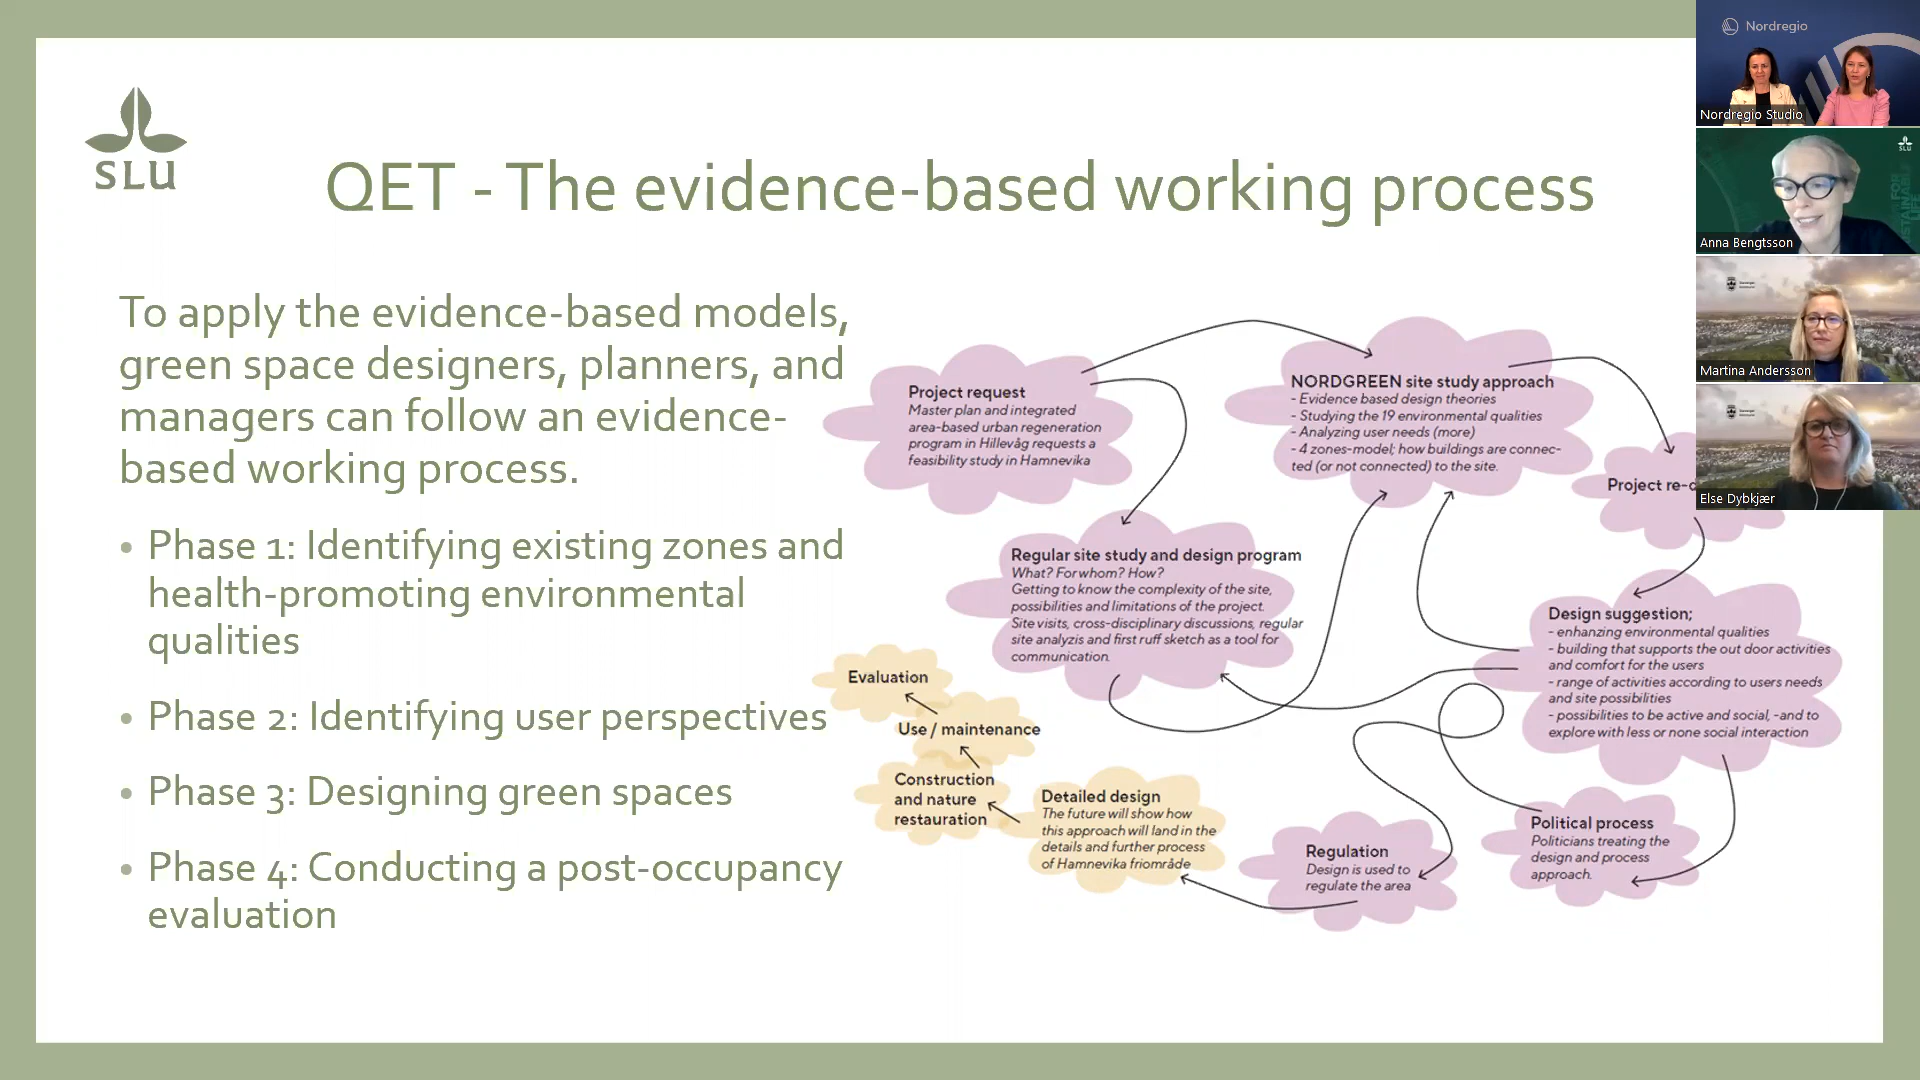 SLU
QET - The evidence-based working process
To apply the evidence-based models,
green space designers, planners, and
managers can follow an evidence-
based working process.
• Phase 1: Identifying existing zones and
health-promoting environmental
qualities
• Phase 2: Identifying user perspectives
• Phase 3: Designing green spaces
• Phase 4: Conducting a post-occupancy
evaluation
Project request
Master plan and integrated
area-based urban regeneration
program in Hillevåg requests a
feasibility study in Hamnevika
NORDGREEN site study approach
- Evidence based design theories
- Studying the 19 environmental qualities
- Analyzing user needs (more)
- 4 zones-model; how buildings are connec-
ted (or not connected) to the site.
Project re-
Regular site study and design program
What? For whom? How?
Getting to know the complexity of the site,
possibilities and limitations of the project.
Site visits, cross-disciplinary discussions, regular
site analyzis and first ruff sketch as a tool for
communication.
Design suggestion;
- enhanzing environmental qualities
- building that supports the out door activities
and comfort for the users
- range of activities according to users needs
and site possibilities
- possibilities to be active and social, -and to
explore with less or none social interaction
Evaluation
Use / maintenance
Construction
and nature
restauration
Detailed design
The future will show how
this approach will land in the
details and further process
of Hamnevika friområde
Regulation
Design is used to
regulate the area
Political process
Politicians treating the
design and process
approach.
Nordregio
Nordregio Studio
SLU
Anna Bengtsson
Martina Andersson
Else Dybkjær